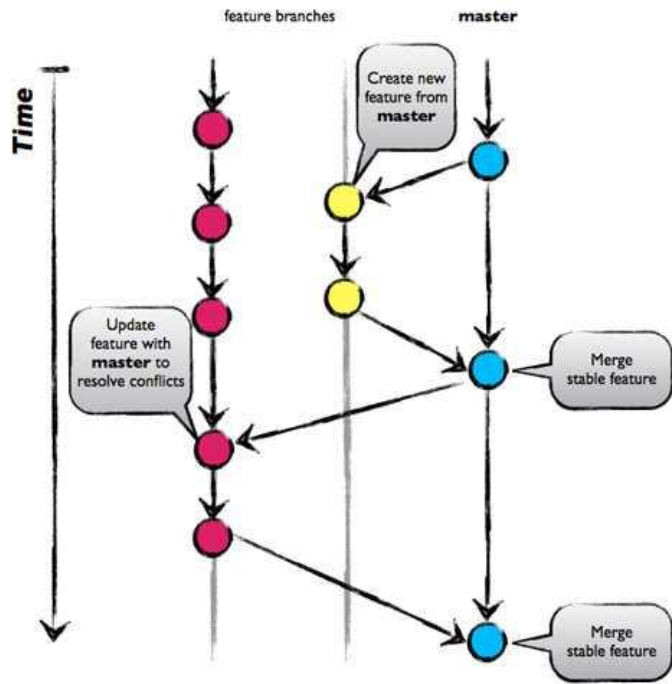 feature branches
master
Time
Create new
feature from
master
Update
feature with
master to
resolve conflicts
Merge
stable feature
Merge
stable feature